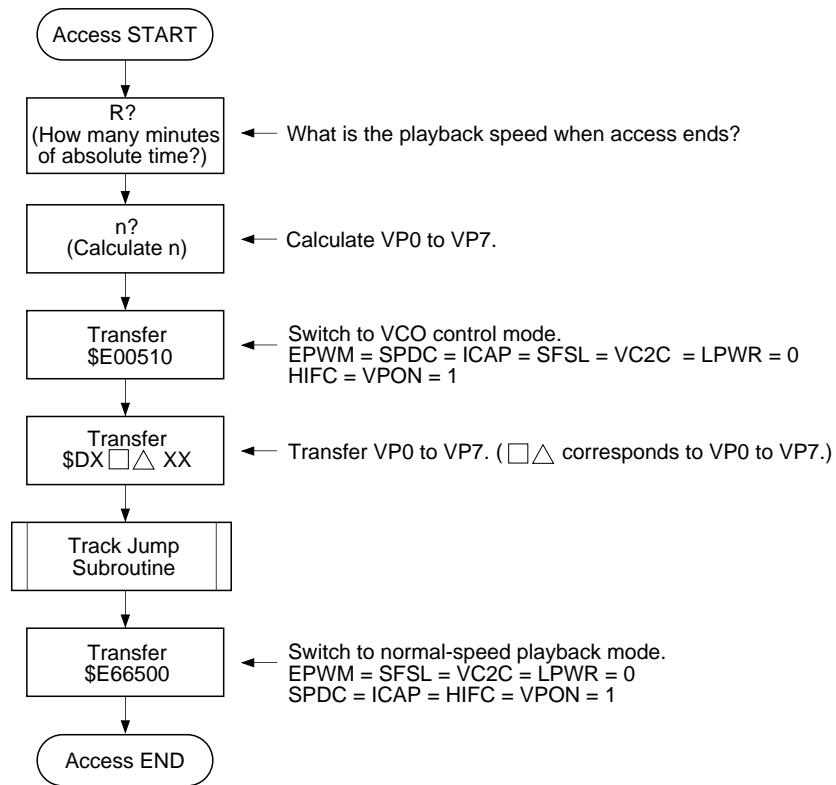 Access START
R?
(How many minutes
of absolute time?)
What is the playback speed when access ends?
n?
(Calculate n)
Calculate VP0 to VP7.
Transfer
$E00510
Switch to VCO control mode.
EPWM = SPDC = ICAP = SFSL = VC2C = LPWR = 0
HIFC = VPON = 1
Transfer
$DX □△ XX
Transfer VP0 to VP7. ( □△ corresponds to VP0 to VP7.)
Track Jump
Subroutine
Transfer
$E66500
Switch to normal-speed playback mode.
EPWM = SFSL = VC2C = LPWR = 0
SPDC = ICAP = HIFC = VPON = 1
Access END